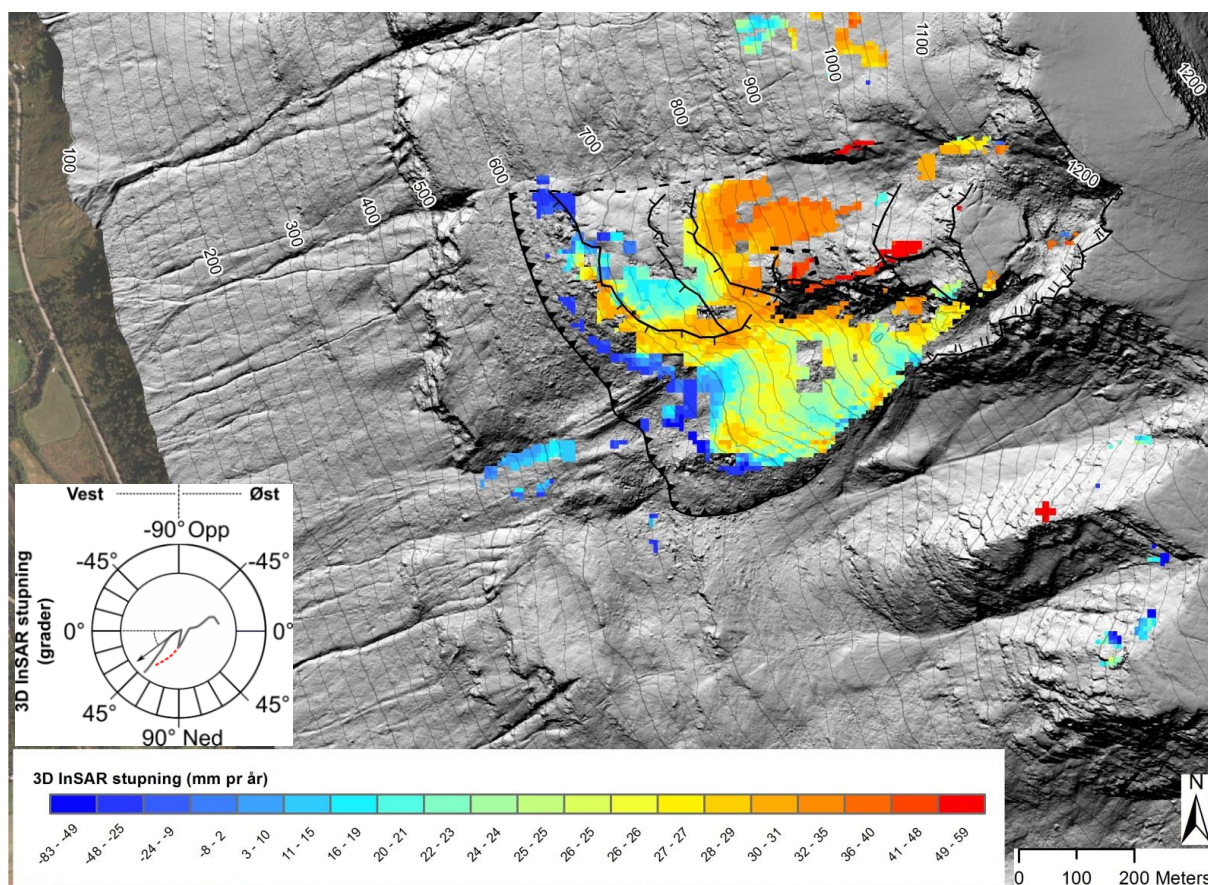 1100
1000
900
800
700
600
500
400
300
200
100
1200
1200
Vest
Øst
-90° Opp
-45°
-45°
0°
0°
45°
45°
90° Ned
3D InSAR stupning
(grader)
3D InSAR stupning (mm pr år)
-83 - -49
-48 - -25
-24 - -9
-8 - 2
3 - 10
11 - 15
16 - 19
20 - 21
22 - 23
24 - 24
25 - 25
26 - 25
26 - 26
26 - 27
28 - 29
30 - 31
32 - 35
36 - 40
41 - 48
49 - 59
N
0 100 200 Meters